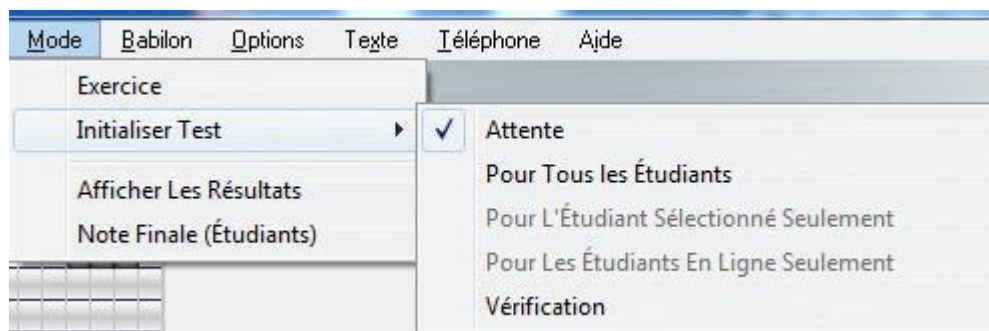 Mode Babilon Options Texte Téléphone Ajde
Exercice
Initialiser Test
Afficher Les Résultats
Note Finale (Étudiants)
Attente
Pour Tous les Étudiants
Pour L'Étudiant Sélectionné Seulement
Pour Les Étudiants En Ligne Seulement
Vérification